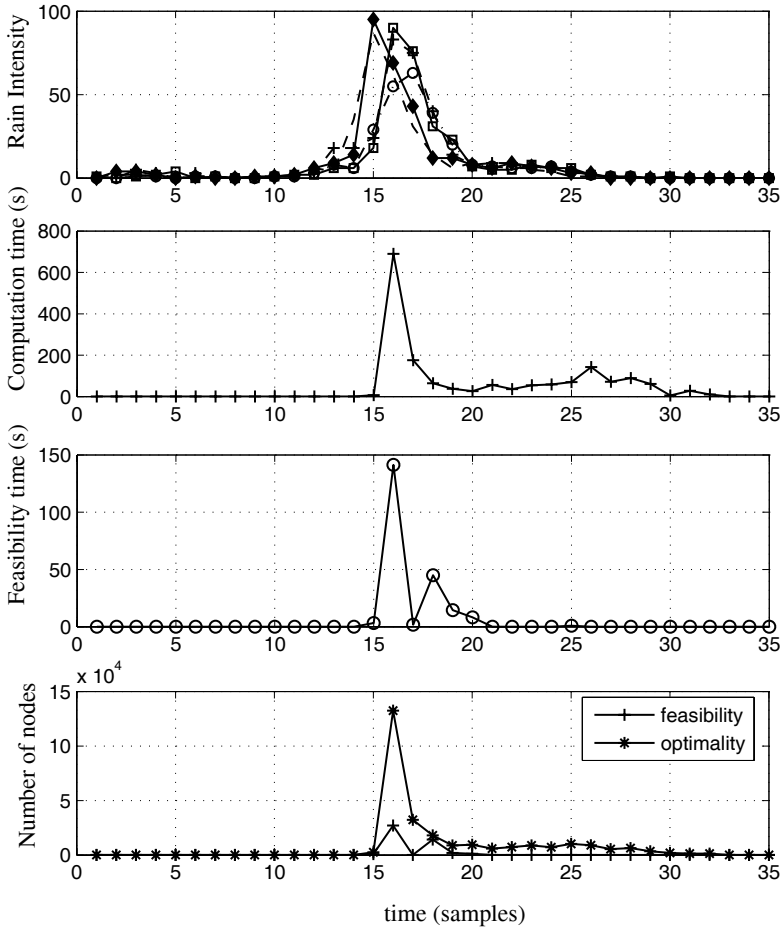 Rain Intensity
100
50
0
0 5 10 15 20 25 30 35
Computation time (s)
800
600
400
200
0
0 5 10 15 20 25 30 35
Feasibility time (s)
150
100
50
0
0 5 10 15 20 25 30 35
x 10^4
Number of nodes
15
10
5
0
feasibility
optimality
0 5 10 15 20 25 30 35
time (samples)